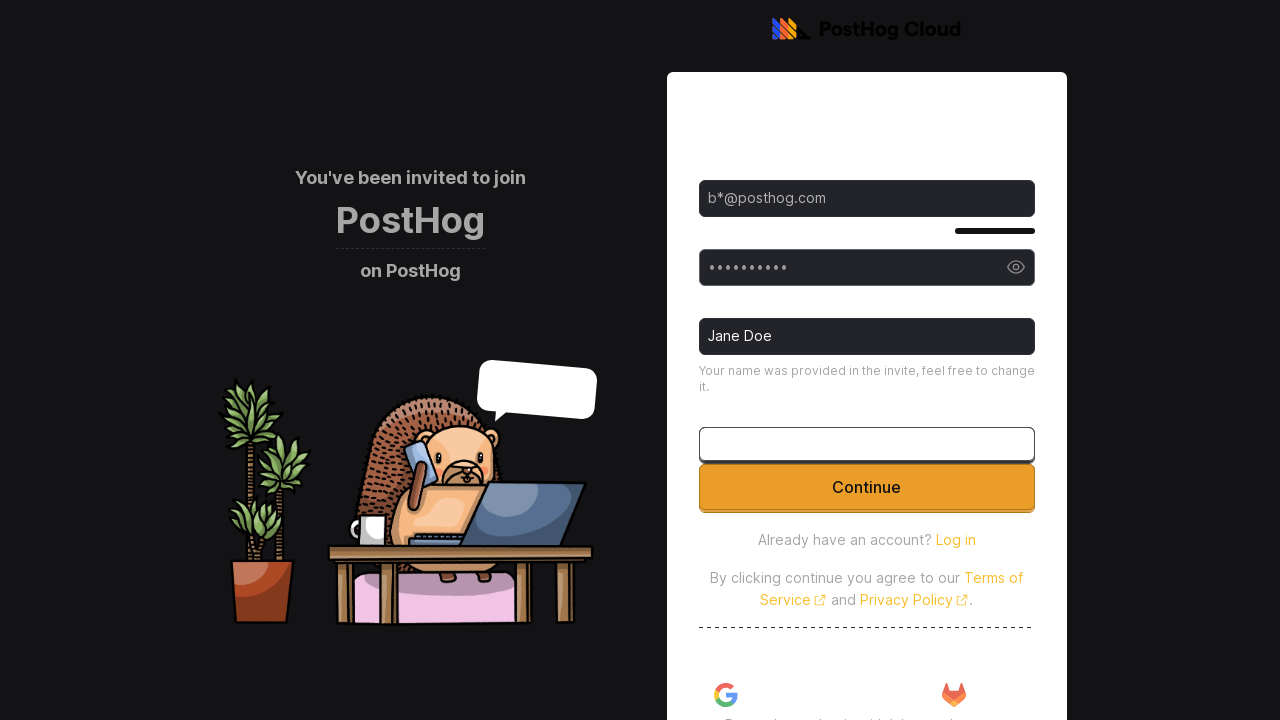 PostHog Cloud
You've been invited to join
PostHog
on PostHog
b*@posthog.com
Jane Doe
Your name was provided in the invite, feel free to change
it.
Continue
Already have an account? Log in
By clicking continue you agree to our Terms of
Service and Privacy Policy.